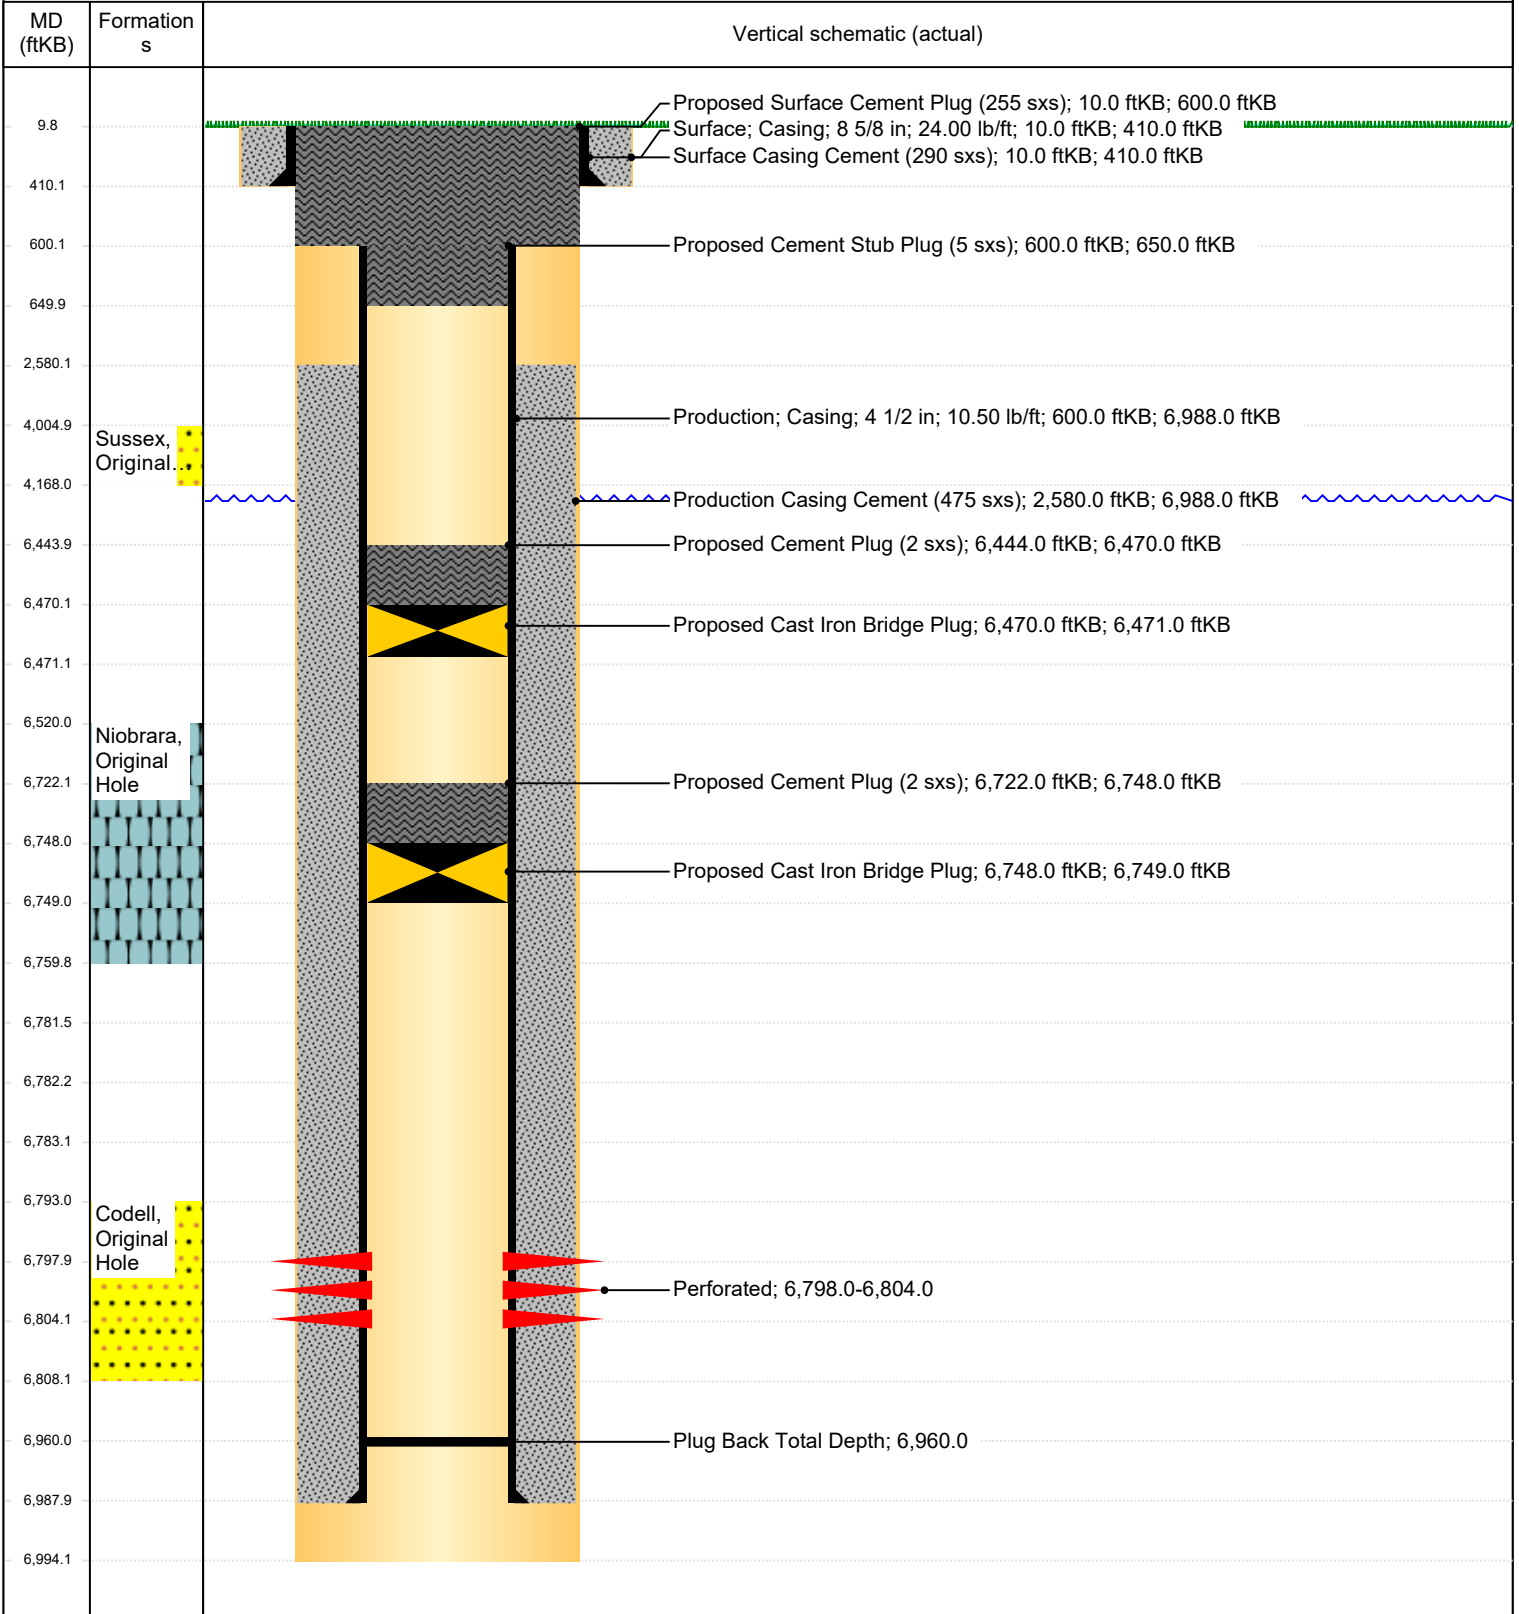 MD
(ftKB)
Formation
s
Vertical schematic (actual)
Proposed Surface Cement Plug (255 sxs); 10.0 ftKB; 600.0 ftKB
9.8
Surface; Casing; 8 5/8 in; 24.00 lb/ft; 10.0 ftKB; 410.0 ftKB
Surface Casing Cement (290 sxs); 10.0 ftKB; 410.0 ftKB
410.1
600.1
Proposed Cement Stub Plug (5 sxs); 600.0 ftKB; 650.0 ftKB
649.9
2,580.1
Production; Casing; 4 1/2 in; 10.50 lb/ft; 600.0 ftKB; 6,988.0 ftKB
4,004.9
Sussex,
Original...
4,168.0
Production Casing Cement (475 sxs); 2,580.0 ftKB; 6,988.0 ftKB
6,443.9
Proposed Cement Plug (2 sxs); 6,444.0 ftKB; 6,470.0 ftKB
6,470.1
Proposed Cast Iron Bridge Plug; 6,470.0 ftKB; 6,471.0 ftKB
6,471.1
6,520.0
Niobrara,
Original
Hole
6,722.1
Proposed Cement Plug (2 sxs); 6,722.0 ftKB; 6,748.0 ftKB
6,748.0
Proposed Cast Iron Bridge Plug; 6,748.0 ftKB; 6,749.0 ftKB
6,749.0
6,759.8
6,781.5
6,782.2
6,783.1
6,793.0
Codell,
Original
Hole
6,797.9
Perforated; 6,798.0-6,804.0
6,804.1
6,808.1
6,960.0
Plug Back Total Depth; 6,960.0
6,987.9
6,994.1